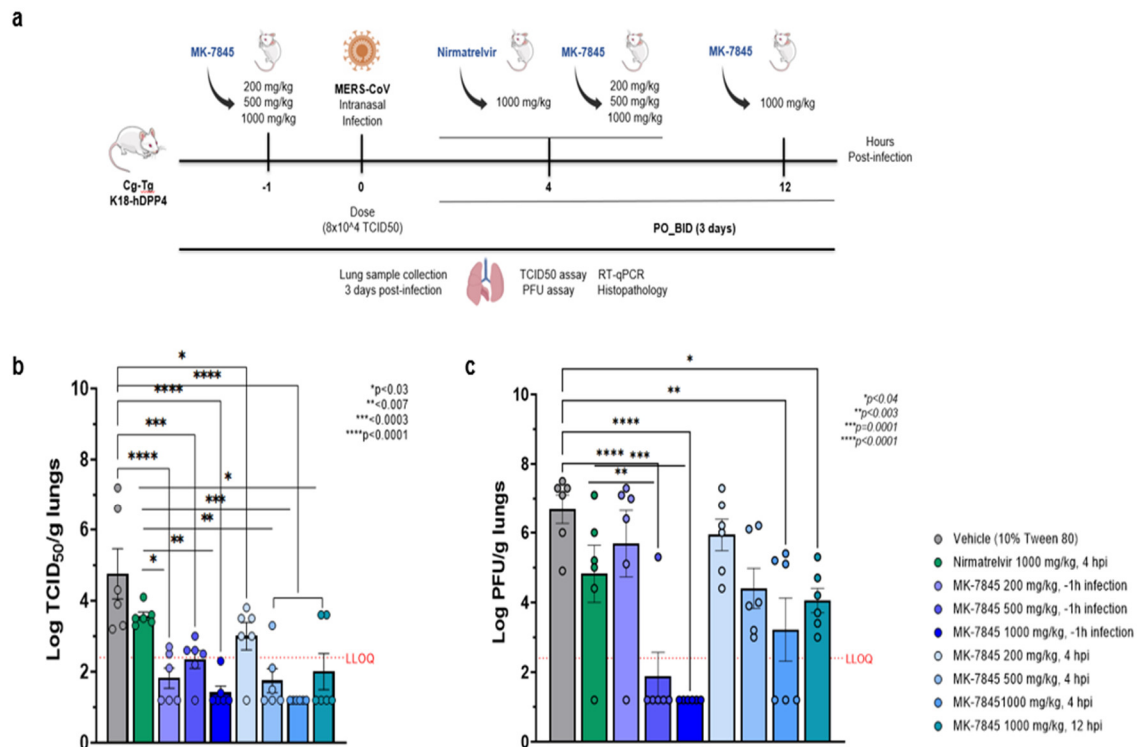 a
MK-7845
200 mg/kg
500 mg/kg
1000 mg/kg
MERS-CoV
Intranasal
Infection
Nirmatrelvir
1000 mg/kg
MK-7845
200 mg/kg
500 mg/kg
1000 mg/kg
MK-7845
1000 mg/kg
Hours
Post-infection
Cg-Tg
K18-hDPP4
-1
0
4
12
Dose
(8x10^4 TCID50)
PO_BID (3 days)
Lung sample collection
3 days post-infection
TCID50 assay RT-qPCR
PFU assay Histopathology
b
Log TCID50/g lungs
10
8
6
4
2
0
*
****
****
***
****
*
***
**
**
*
*p<0.03
**<0.007
***<0.0003
****p<0.0001
LLOQ
c
Log PFU/g lungs
10
8
6
4
2
0
*
**
****
**** ***
**
*p<0.04
**p<0.003
***p=0.0001
****p<0.0001
LLOQ
Vehicle (10% Tween 80)
Nirmatrelvir 1000 mg/kg, 4 hpi
MK-7845 200 mg/kg, -1h infection
MK-7845 500 mg/kg, -1h infection
MK-7845 1000 mg/kg, -1h infection
MK-7845 200 mg/kg, 4 hpi
MK-7845 500 mg/kg, 4 hpi
MK-78451000 mg/kg, 4 hpi
MK-7845 1000 mg/kg, 12 hpi